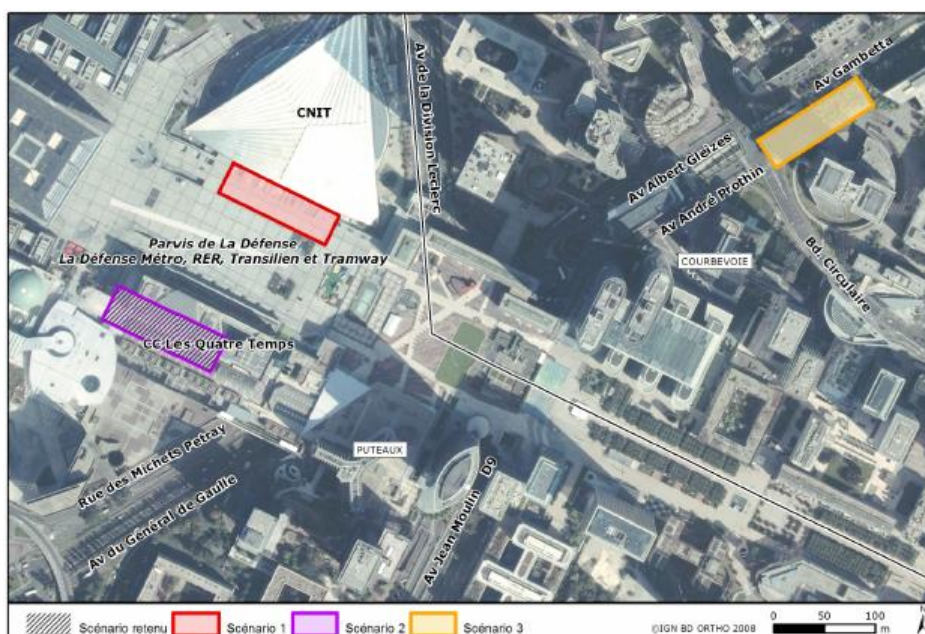 CNIT
Av de la Division Leclerc
Av Gambetta
Av Albert Gleizes
Av André Prothin
Parvis de La Défense
La Défense Métro, RER, Transilien et Tramway
COURBEVOIE
Bd. Circulaire
CC Les Quatre Temps
PUTEAUX
Rue des Michets Petray
Av du Général de Gaulle
Av Jean Moulin D9
Scénario retenu Scénario 1 Scénario 2 Scénario 3
©IGN BD ORTHO 2008
0 50 100
m
N